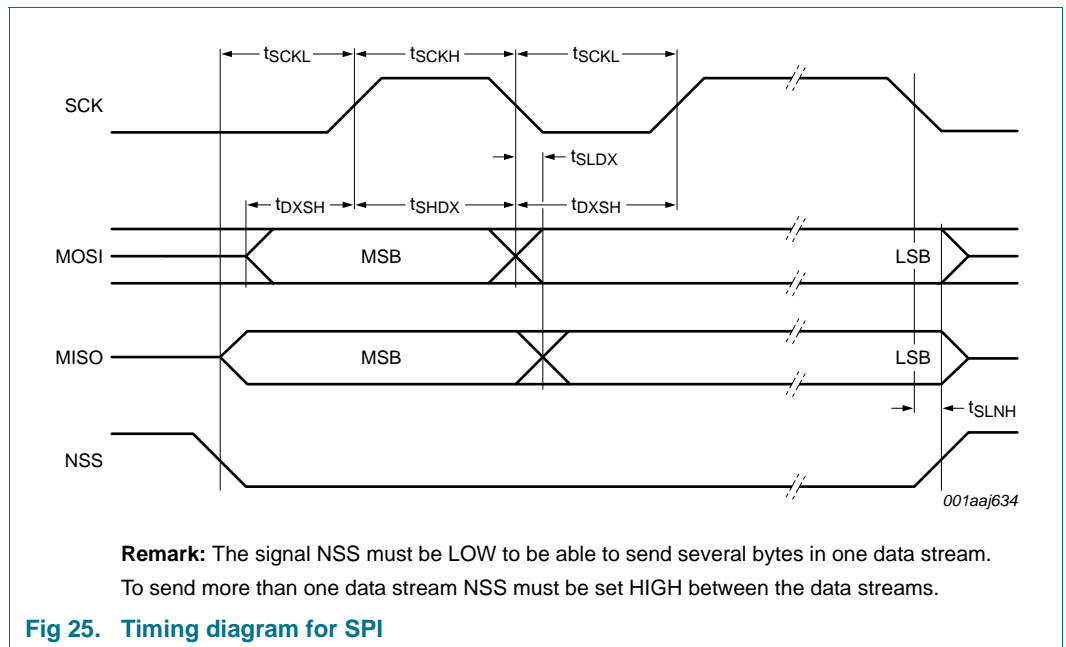 tSCKL tSCKH tSCKL
SCK
tSLDX
tDXSH tSHDX tDXSH
MOSI MSB LSB
MISO MSB LSB
tSLNH
NSS
001aaj634
Remark: The signal NSS must be LOW to be able to send several bytes in one data stream.
To send more than one data stream NSS must be set HIGH between the data streams.
Fig 25. Timing diagram for SPI